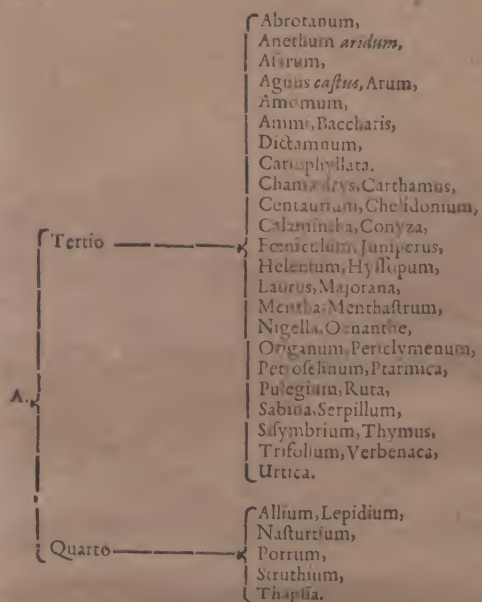 Abrotanum,
Anethum aridum,
Asarum,
Agnus castus, Arum,
Amomum,
Ammi, Baccharis,
Dictamnum,
Cariophyllata.
Chamædrys, Carthamus,
Centaurium, Chelidonium,
Calamintha, Conyza,
Fœniculum, Juniperus,
Helenium, Hyssopum,
Laurus, Majorana,
Mentha, Menthastrum,
Nigella, Oenanthe,
Origanum, Periclymenum,
Petroselinum, Ptarmica,
Pulegium, Ruta,
Sabina, Serpillum,
Sisymbrium, Thymus,
Trifolium, Verbenaca,
Urtica.
Tertio
A.
Quarto
Allium, Lepidium,
Nasturtium,
Porrum,
Struthium,
Thapsia.